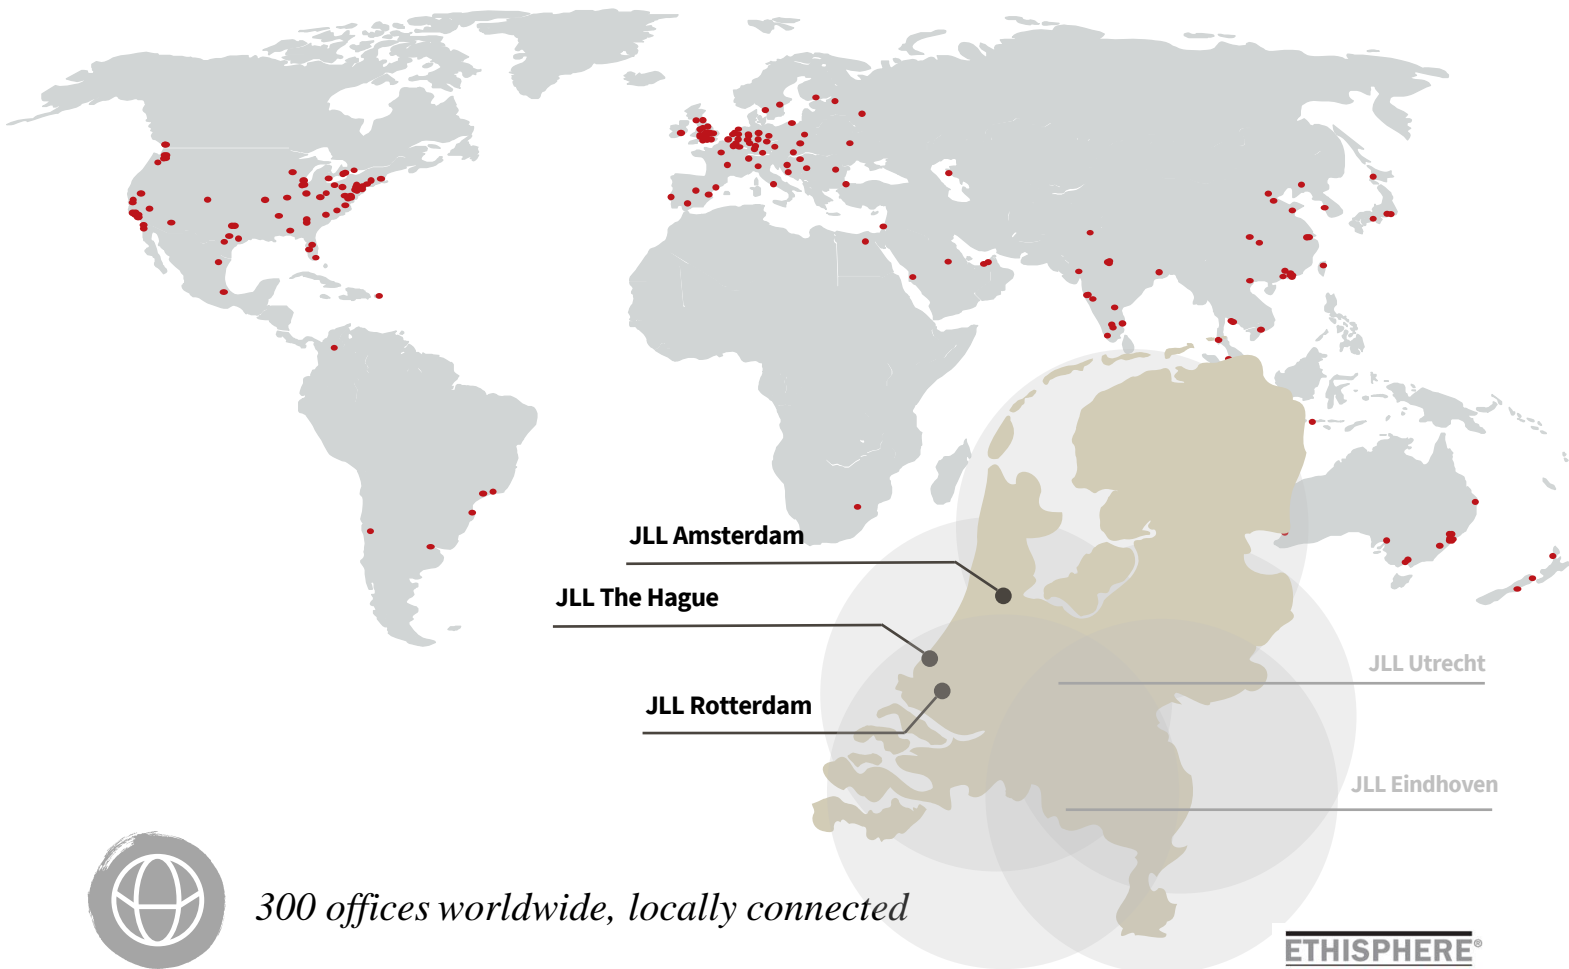 JLL Amsterdam
JLL The Hague
JLL Utrecht
JLL Rotterdam
JLL Eindhoven
300 offices worldwide, locally connected
ETHISPHERE®